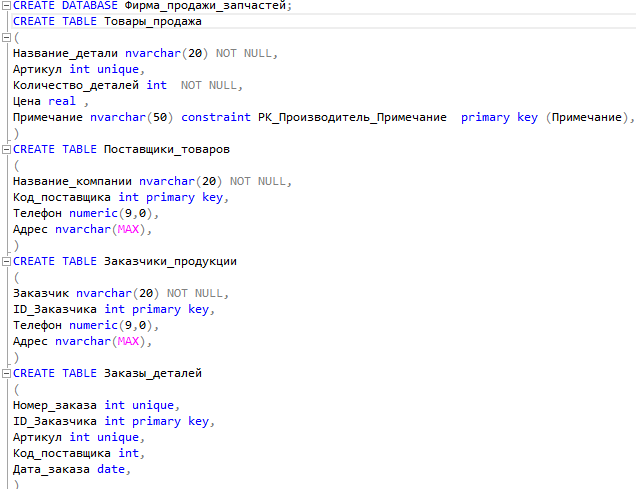 CREATE DATABASE Фирма_продажи_запчастей;
CREATE TABLE Товары_продажа
(
Название_детали nvarchar(20) NOT NULL,
Артикул int unique,
Количество_деталей int  NOT NULL,
Цена real ,
Примечание nvarchar(50) constraint PK_Производитель_Примечание  primary key (Примечание),
)
CREATE TABLE Поставщики_товаров
(
Название_компании nvarchar(20) NOT NULL,
Код_поставщика int primary key,
Телефон numeric(9,0),
Адрес nvarchar(MAX),
)
CREATE TABLE Заказчики_продукции
(
Заказчик nvarchar(20) NOT NULL,
ID_Заказчика int primary key,
Телефон numeric(9,0),
Адрес nvarchar(MAX),
)
CREATE TABLE Заказы_деталей
(
Номер_заказа int unique,
ID_Заказчика int primary key,
Артикул int unique,
Код_поставщика int,
Дата_заказа date,
)